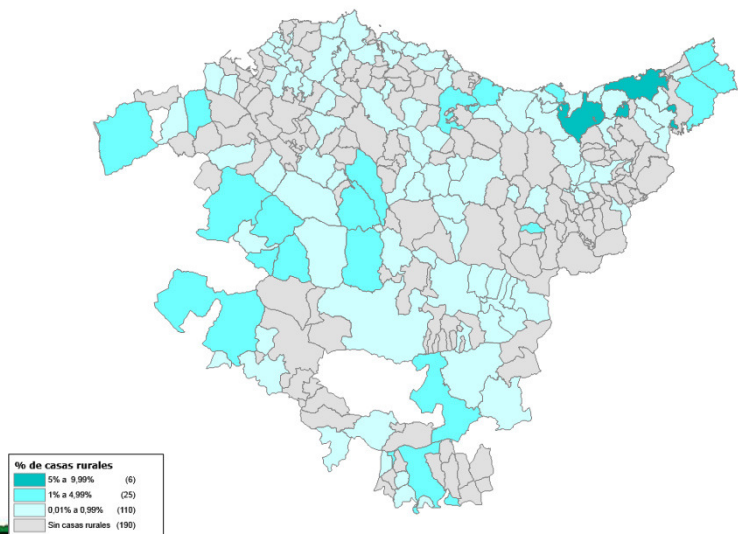 % de casas rurales
5% a 9,99% (6)
1% a 4,99% (25)
0,01% a 0,99% (110)
Sin casas rurales (190)